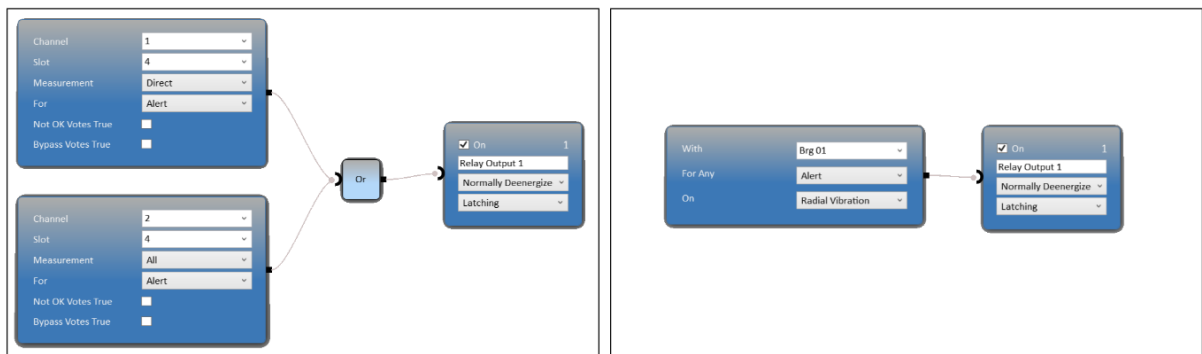 Channel 1
Slot 4
Measurement Direct
For Alert
Not OK Votes True
Bypass Votes True
Channel 2
Slot 4
Measurement All
For Alert
Not OK Votes True
Bypass Votes True
Or
On 1
Relay Output 1
Normally Deenergize
Latching
With Brg 01
For Any Alert
On Radial Vibration
On 1
Relay Output 1
Normally Deenergize
Latching